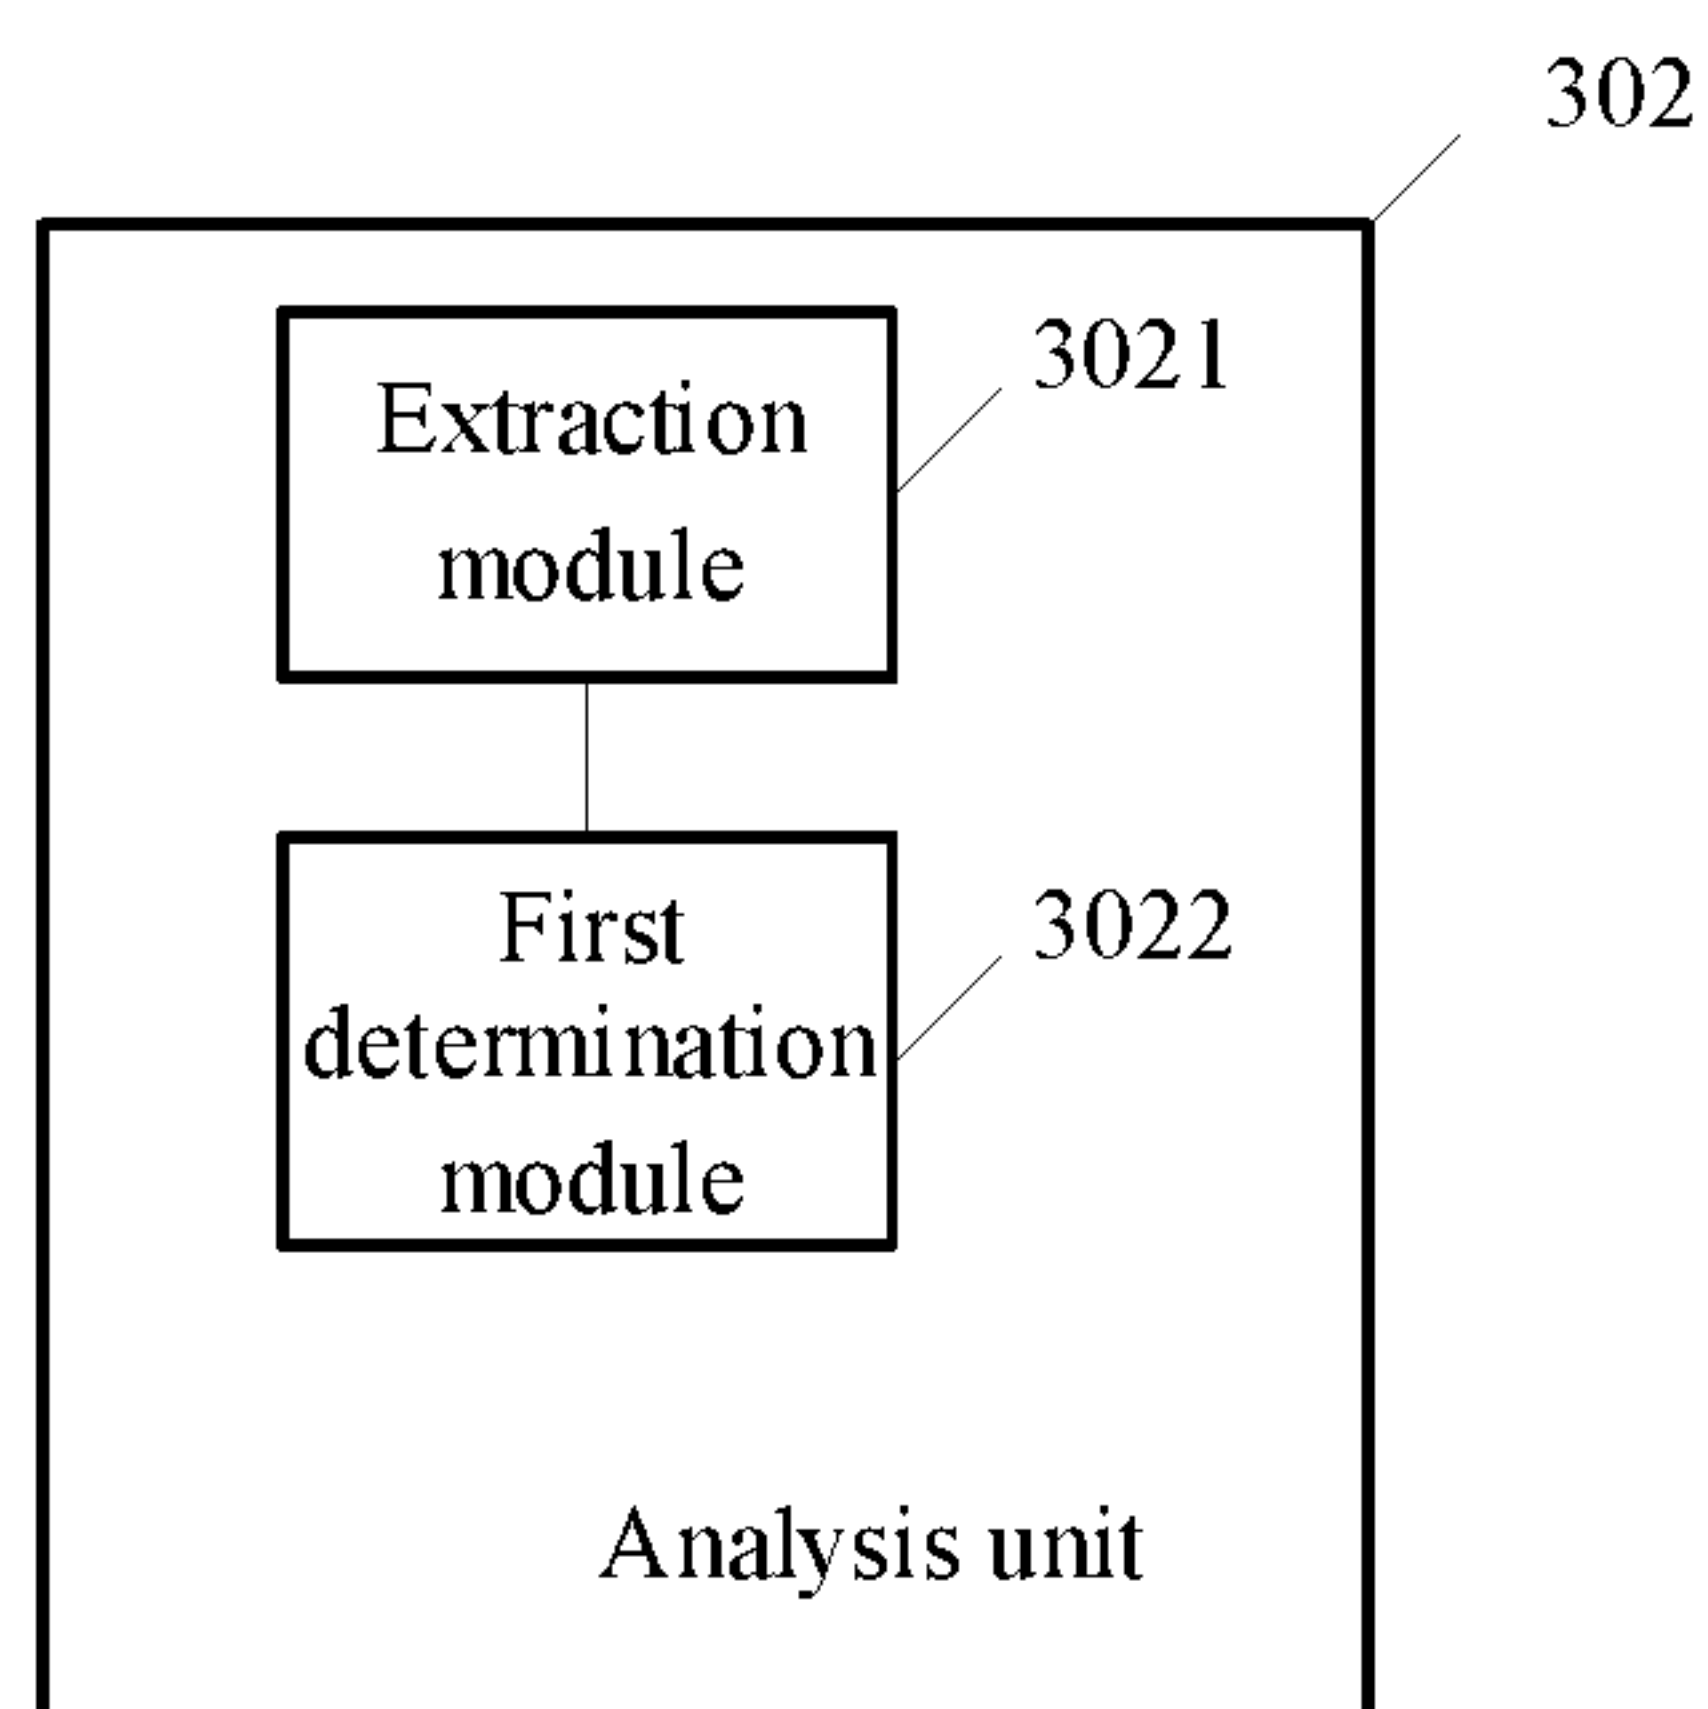 302
Extraction
module
3021
First
determination
module
3022
Analysis unit